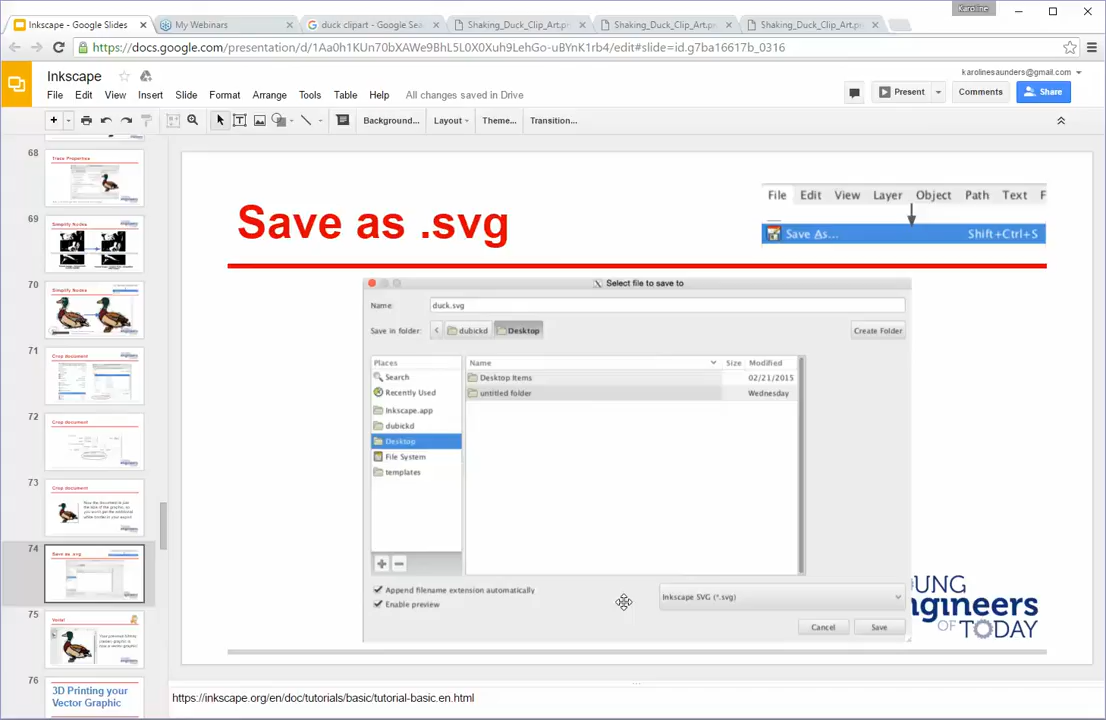 Karoline
Inkscape - Google Slides
My Webinars
duck clipart - Google Sea
Shaking_Duck_Clip_Art.p
Shaking_Duck_Clip_Art.p
Shaking_Duck_Clip_Art.p
https://docs.google.com/presentation/d/1Aa0h1KUn70bXAWe9BhL5L0X0Xuh9LehGo-uBYnK1rb4/edit#slide=id.g7ba16617b_0316
Inkscape
karolinesaunders@gmail.com
File Edit View Insert Slide Format Arrange Tools Table Help All changes saved in Drive
Present
Comments
Share
Background... Layout Theme... Transition...
68
Trace Properties
69
Simplify Nodes
70
Simplify Nodes
71
Crop document
72
Crop document
73
Crop document
74
Save as .svg
75
76
3D Printing your
Vector Graphic
Save as .svg
File Edit View Layer Object Path Text F
Save As... Shift+Ctrl+S
Select file to save to
Name: duck.svg
Save in folder: dubickd Desktop
Create Folder
Places
Search
Recently Used
Inkscape.app
dubickd
Desktop
File System
templates
Name Size Modified
Desktop Items 02/21/2015
untitled folder Wednesday
Append filename extension automatically
Enable preview
Inkscape SVG (*.svg)
Cancel Save
UNG
ngineers
OF TODAY
https://inkscape.org/en/doc/tutorials/basic/tutorial-basic.en.html